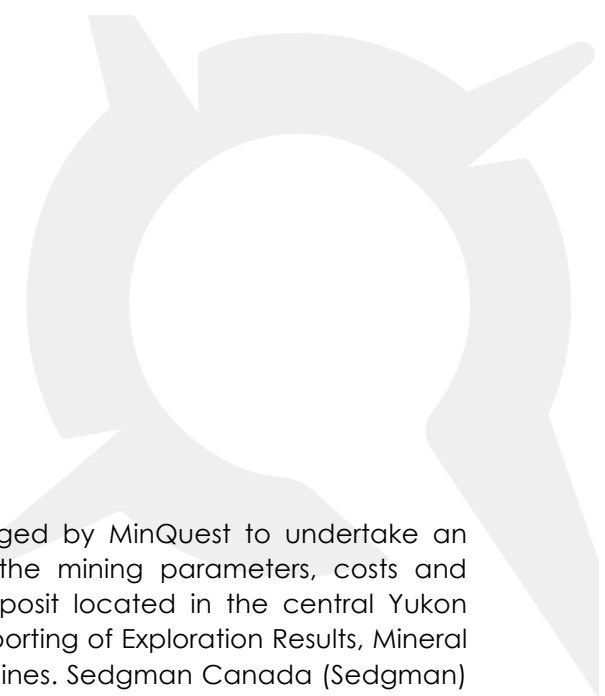 ged by MinQuest to undertake an
the mining parameters, costs and
posit located in the central Yukon
porting of Exploration Results, Mineral
ines. Sedgman Canada (Sedgman)